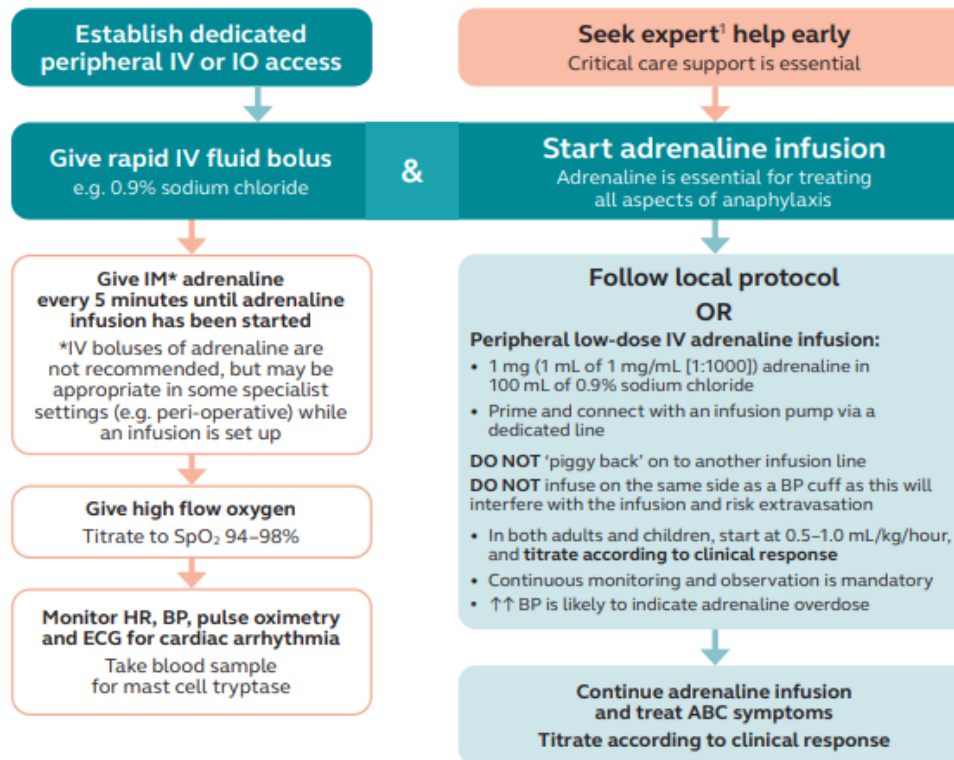 Establish dedicated
peripheral IV or IO access
Seek expert¹ help early
Critical care support is essential
Give rapid IV fluid bolus
e.g. 0.9% sodium chloride
&
Start adrenaline infusion
Adrenaline is essential for treating
all aspects of anaphylaxis
Give IM* adrenaline
every 5 minutes until adrenaline
infusion has been started
*IV boluses of adrenaline are
not recommended, but may be
appropriate in some specialist
settings (e.g. peri-operative) while
an infusion is set up
Give high flow oxygen
Titrate to SpO₂ 94–98%
Monitor HR, BP, pulse oximetry
and ECG for cardiac arrhythmia
Take blood sample
for mast cell tryptase
Follow local protocol
OR
Peripheral low-dose IV adrenaline infusion:
• 1 mg (1 mL of 1 mg/mL [1:1000]) adrenaline in
100 mL of 0.9% sodium chloride
• Prime and connect with an infusion pump via a
dedicated line
DO NOT ‘piggy back’ on to another infusion line
DO NOT infuse on the same side as a BP cuff as this will
interfere with the infusion and risk extravasation
• In both adults and children, start at 0.5–1.0 mL/kg/hour,
and titrate according to clinical response
• Continuous monitoring and observation is mandatory
• ↑↑ BP is likely to indicate adrenaline overdose
Continue adrenaline infusion
and treat ABC symptoms
Titrate according to clinical response